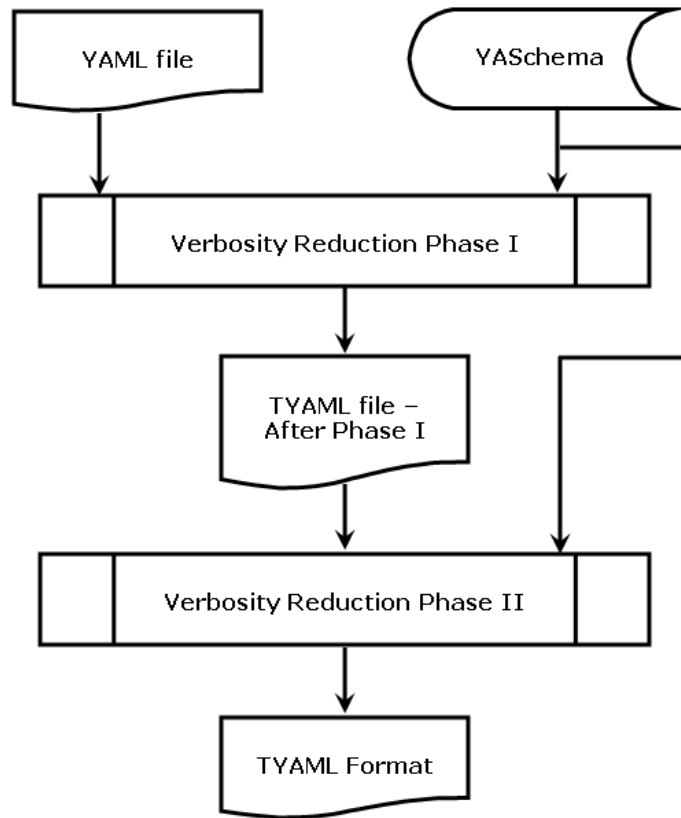 YAML file
YASchema
Verbosity Reduction Phase I
TYAML file –
After Phase I
Verbosity Reduction Phase II
TYAML Format